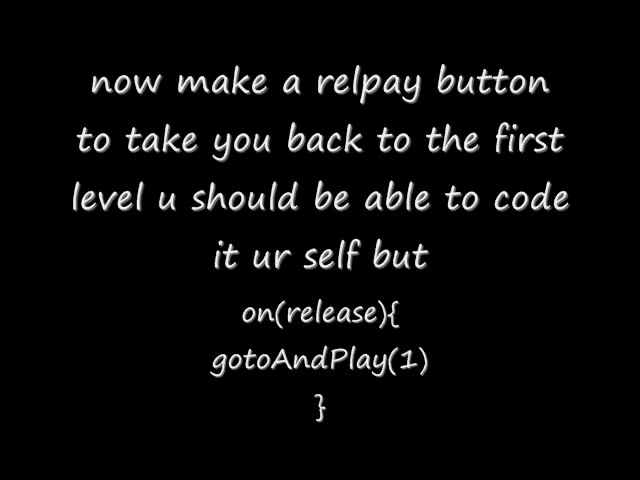 now make a relpay button
to take you back to the first
level u should be able to code
it ur self but
on(release){
gotoAndPlay(1)
}